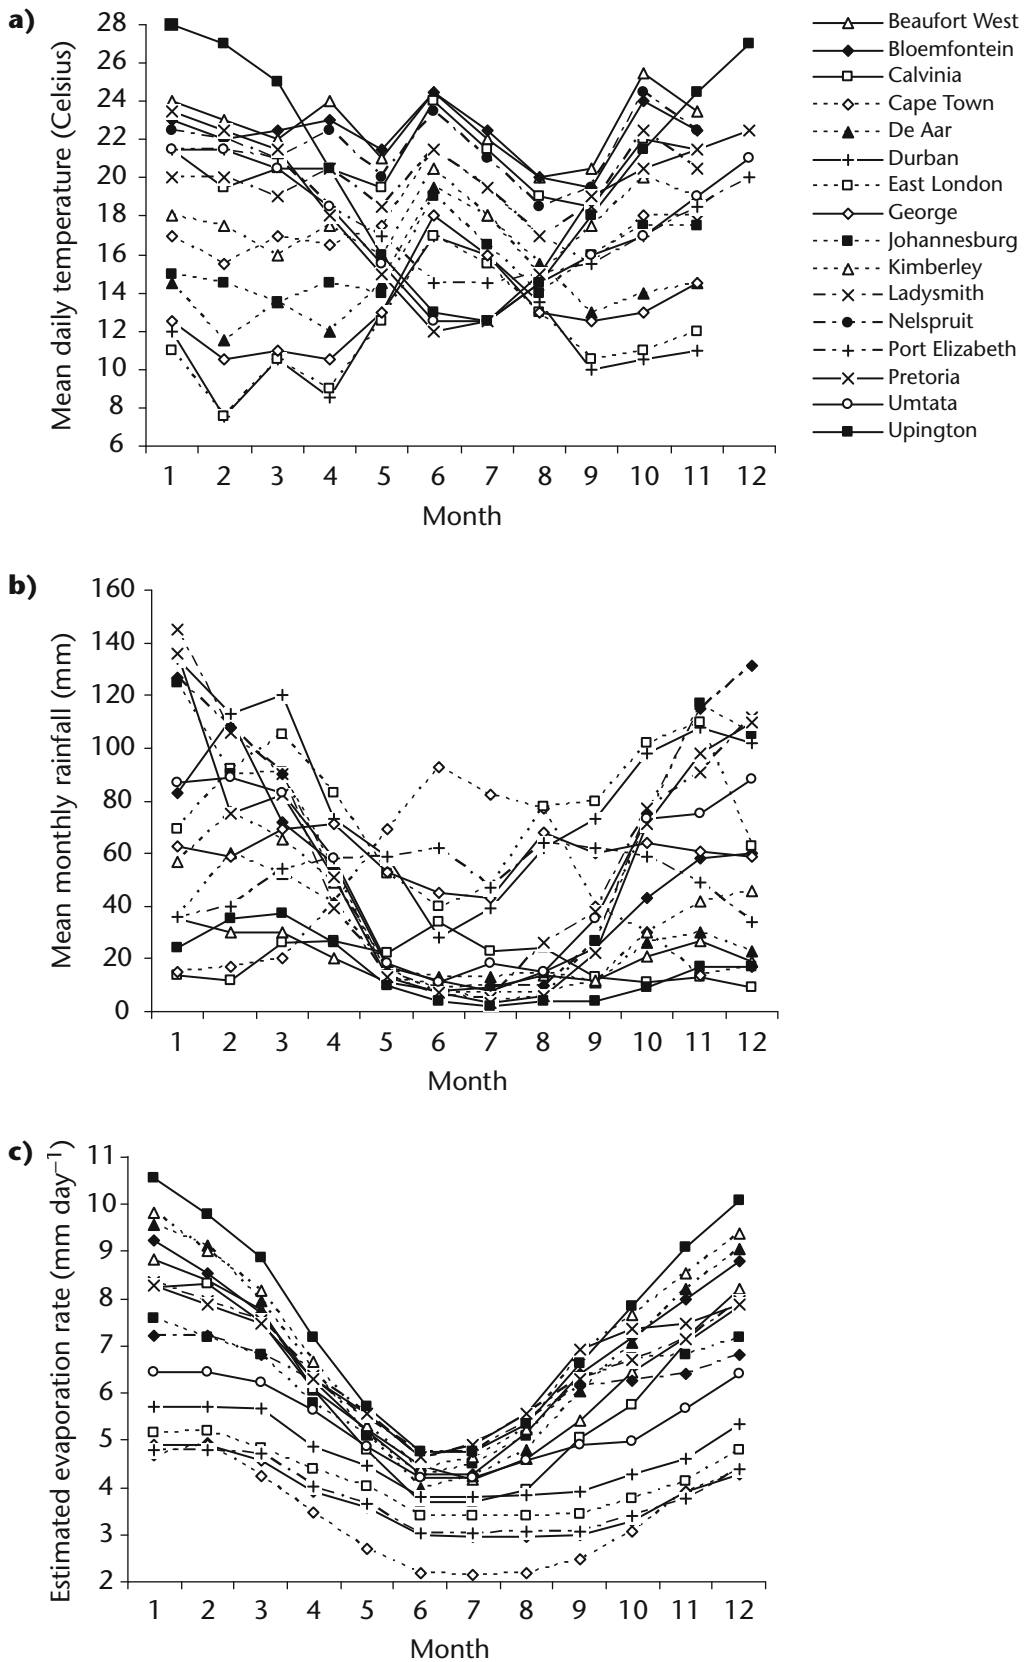 a)
Mean daily temperature (Celsius)
28
26
24
22
20
18
16
14
12
10
8
6
1 2 3 4 5 6 7 8 9 10 11 12
Month
Beaufort West
Bloemfontein
Calvinia
Cape Town
De Aar
Durban
East London
George
Johannesburg
Kimberley
Ladysmith
Nelspruit
Port Elizabeth
Pretoria
Umtata
Upington
b)
Mean monthly rainfall (mm)
160
140
120
100
80
60
40
20
0
1 2 3 4 5 6 7 8 9 10 11 12
Month
c)
Estimated evaporation rate (mm day⁻¹)
11
10
9
8
7
6
5
4
3
2
1 2 3 4 5 6 7 8 9 10 11 12
Month